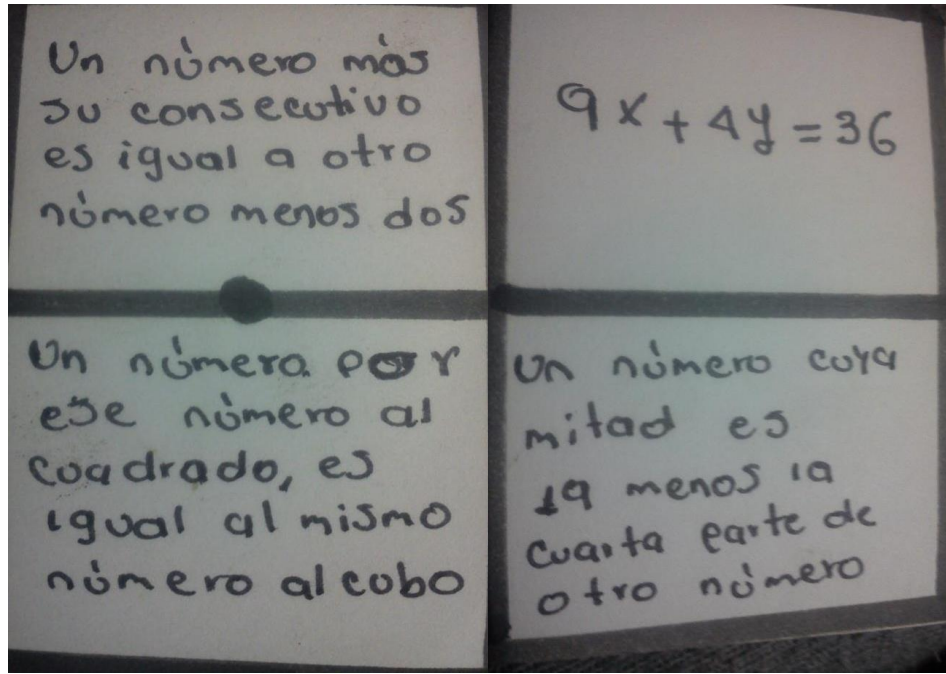 Un número más
su consecutivo
es igual a otro
número menos dos
9x + 4y = 36
Un número por
ese número al
cuadrado, es
igual al mismo
número al cubo
Un número cuya
mitad es
19 menos la
cuarta parte de
otro número